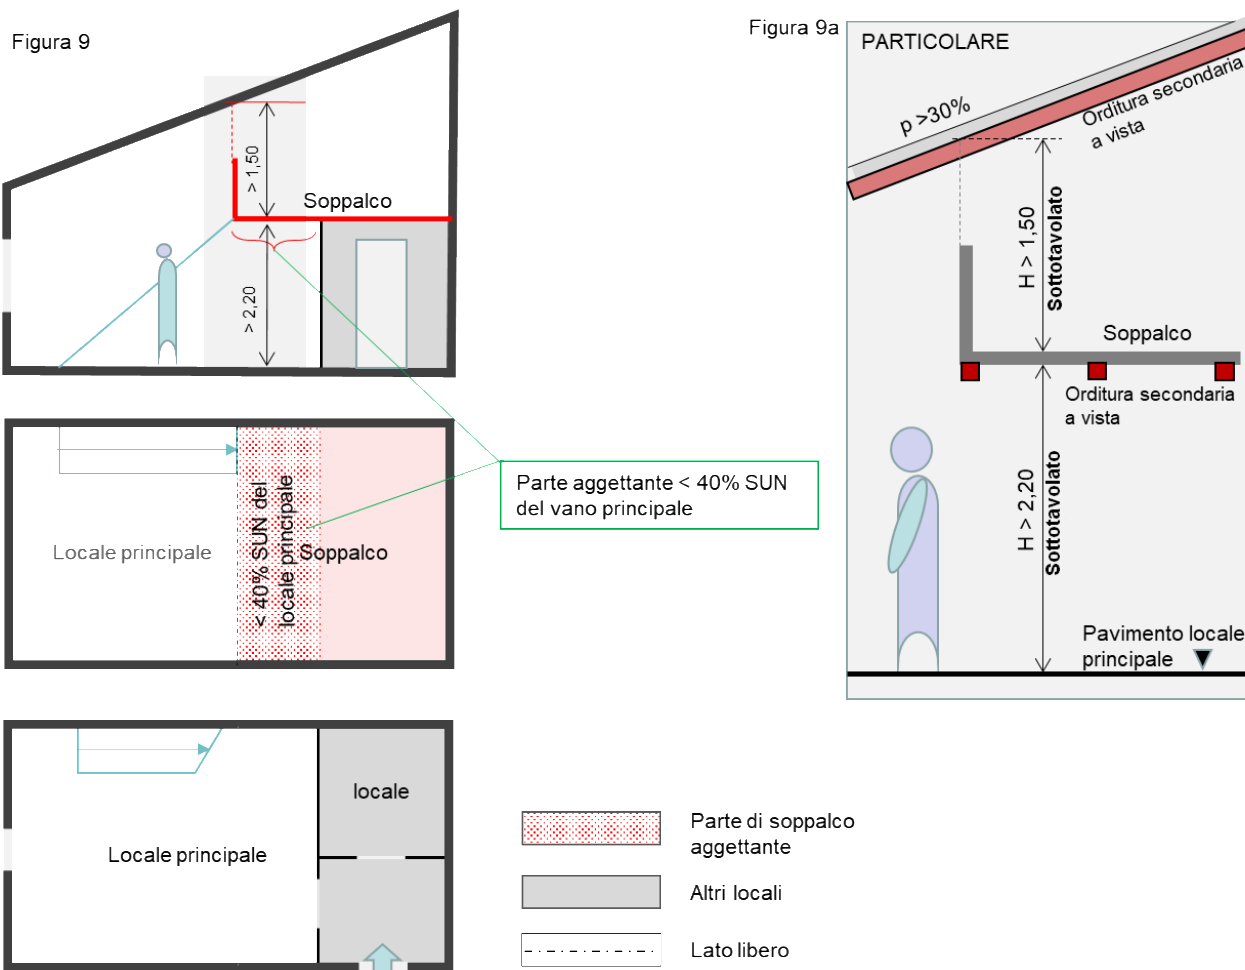 Figura 9
> 1,50
Soppalco
> 2,20
Locale principale
< 40% SUN del
locale principale
Soppalco
Parte aggettante < 40% SUN
del vano principale
Locale principale
locale
Parte di soppalco
aggettante
Altri locali
Lato libero
Figura 9a
PARTICOLARE
p >30%
Orditura secondaria
a vista
H > 1,50
Sottotavolato
Soppalco
Orditura secondaria
a vista
H > 2,20
Sottotavolato
Pavimento locale
principale